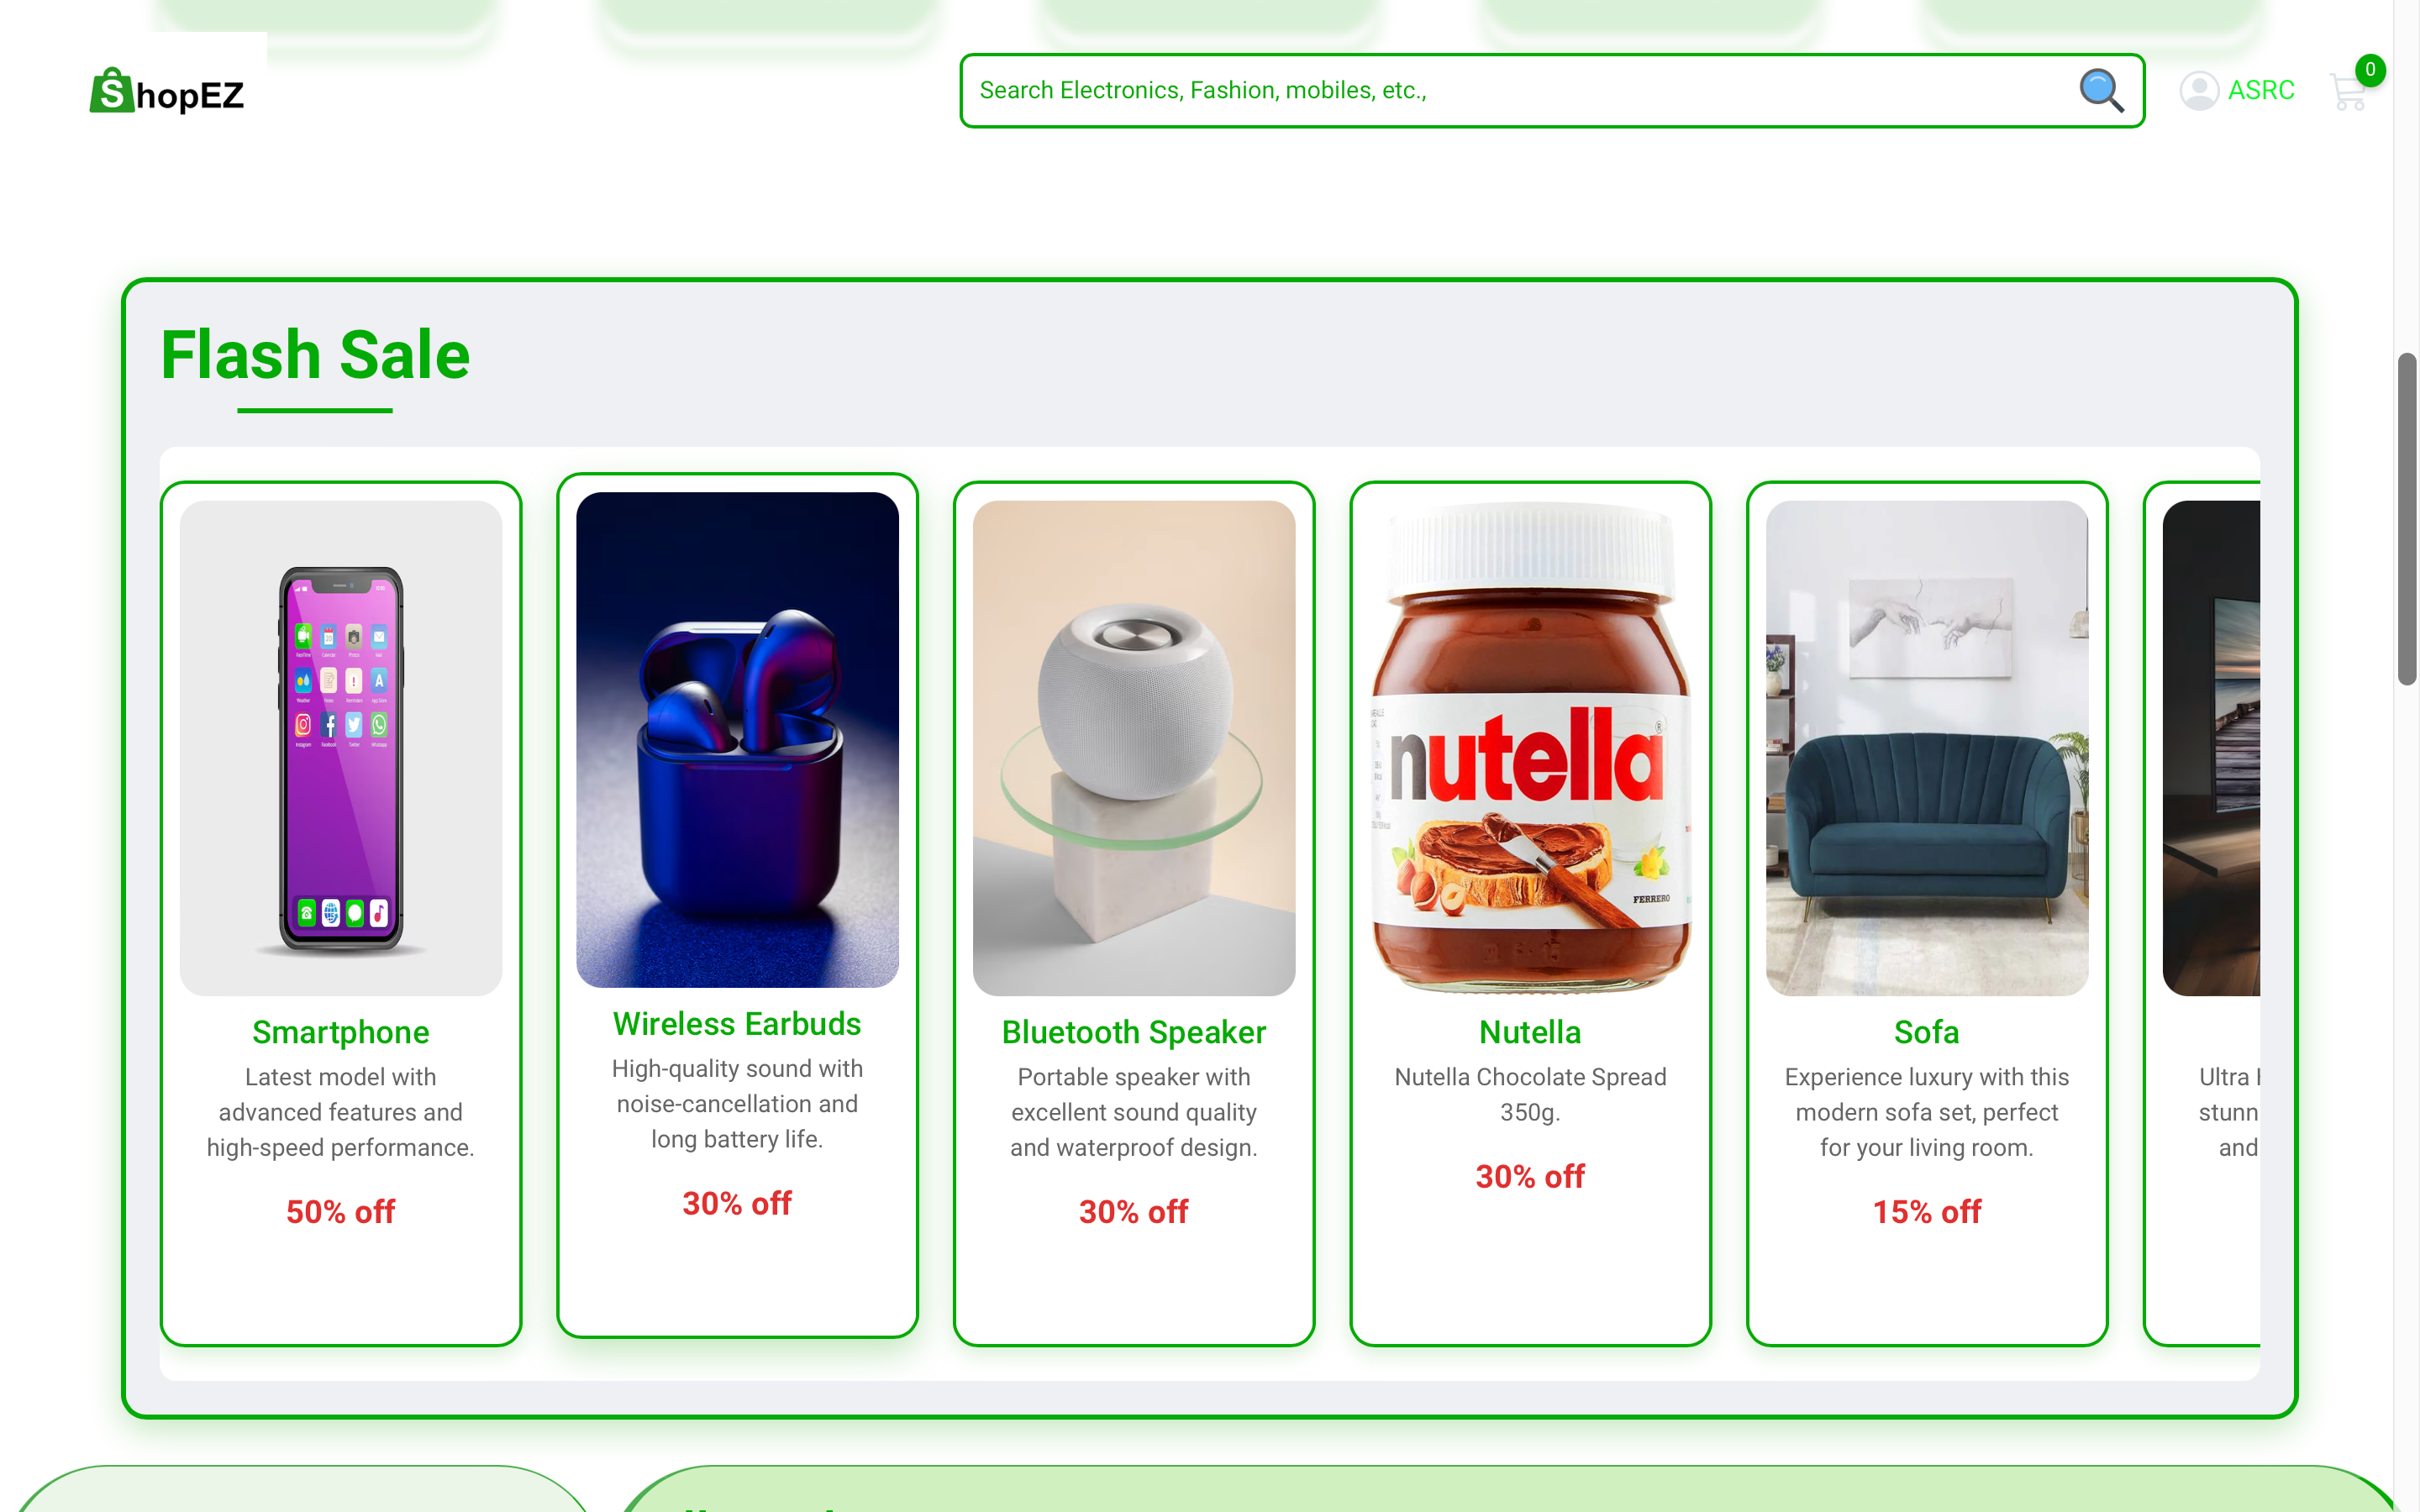 ShopEZ
Search Electronics, Fashion, mobiles, etc.,
ASRC
0
Flash Sale
nutella
®
FERRERO
Smartphone
Latest model with
advanced features and
high-speed performance.
50% off
Wireless Earbuds
High-quality sound with
noise-cancellation and
long battery life.
30% off
Bluetooth Speaker
Portable speaker with
excellent sound quality
and waterproof design.
30% off
Nutella
Nutella Chocolate Spread
350g.
30% off
Sofa
Experience luxury with this
modern sofa set, perfect
for your living room.
15% off
Ultra
and